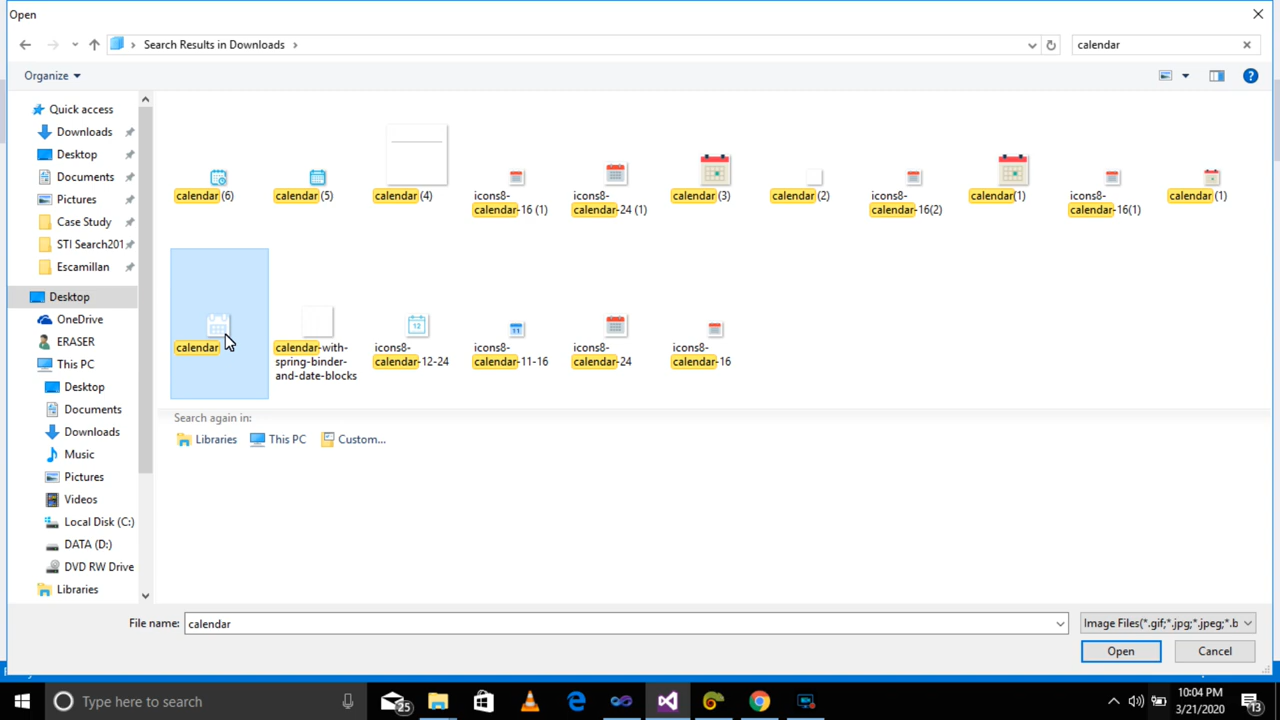 Open
Search Results in Downloads
calendar
Organize
Quick access
Downloads
Desktop
Documents
Pictures
Case Study
STI Search201
Escamillan
Desktop
OneDrive
ERASER
This PC
Desktop
Documents
Downloads
Music
Pictures
Videos
Local Disk (C:)
DATA (D:)
DVD RW Drive
Libraries
calendar (6)
calendar (5)
calendar (4)
icons8-
calendar-16 (1)
icons8-
calendar-24 (1)
calendar (3)
calendar (2)
icons8-
calendar-16(2)
calendar(1)
icons8-
calendar-16(1)
calendar (1)
calendar
calendar-with-
spring-binder-
and-date-blocks
12
icons8-
calendar-12-24
11
icons8-
calendar-11-16
icons8-
calendar-24
icons8-
calendar-16
Search again in:
Libraries
This PC
Custom...
File name:
calendar
Image Files(*.gif;*.jpg;*.jpeg;*.b
Open
Cancel
Type here to search
25
10:04 PM
3/21/2020
13